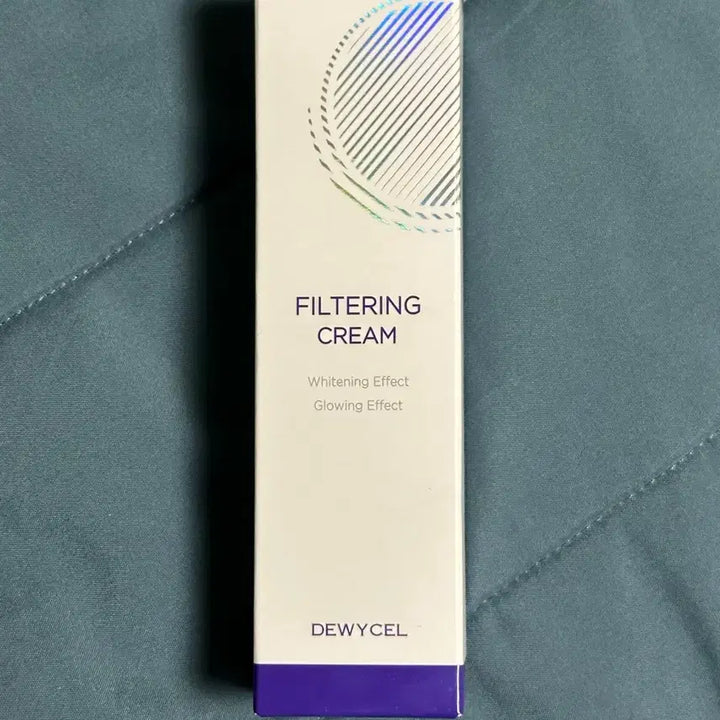 FILTERING
CREAM
Whitening Effect
Glowing Effect
DEWYCEL